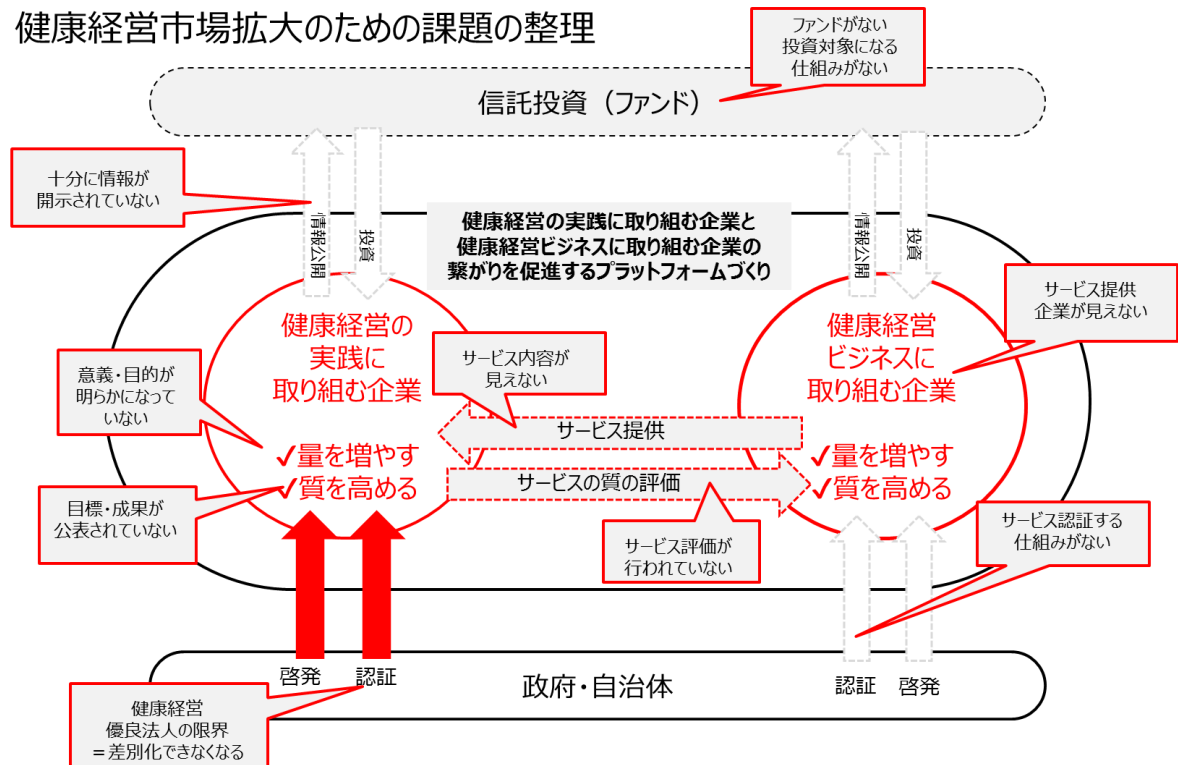 健康経営市場拡大のための課題の整理
ファンドがない
投資対象になる
仕組みがない
信託投資（ファンド）
十分に情報が
開示されていない
情報公開
投資
健康経営の実践に取り組む企業と
健康経営ビジネスに取り組む企業の
繋がりを促進するプラットフォームづくり
情報公開
投資
サービス提供
企業が見えない
健康経営の
実践に
取り組む企業
サービス内容が
見えない
健康経営
ビジネスに
取り組む企業
意義・目的が
明らかになって
いない
サービス提供
✓量を増やす
✓質を高める
サービスの質の評価
✓量を増やす
✓質を高める
目標・成果が
公表されていない
サービス評価が
行われていない
サービス認証する
仕組みがない
啓発
認証
政府・自治体
認証
啓発
健康経営
優良法人の限界
＝差別化できなくなる